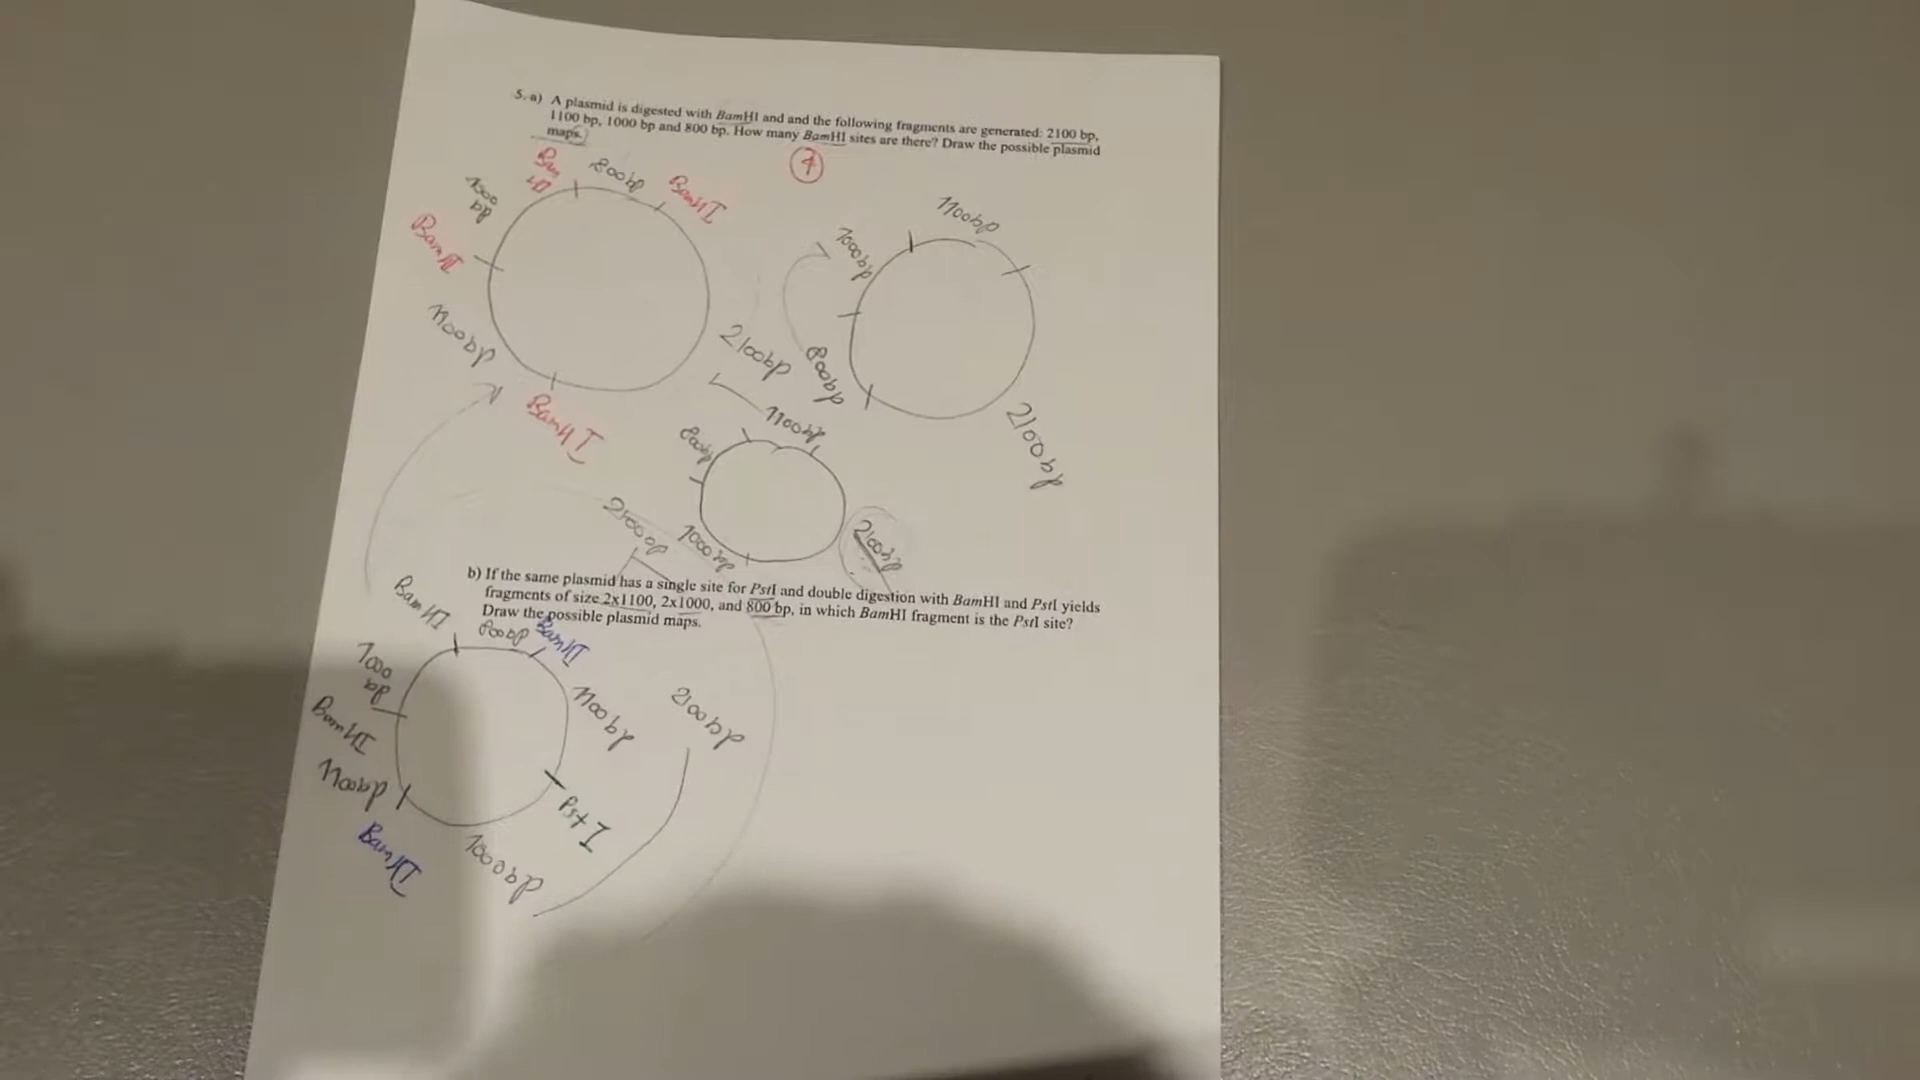 5. a) A plasmid is digested with BamHI and and the following fragments are generated: 2100 bp,
1100 bp, 1000 bp and 800 bp. How many BamHI sites are there? Draw the possible plasmid
maps.
4
Bam
HI
800bp
BamHI
1000
bp
BamHI
1100bp
BamHI
2100bp
1100bp
1000bp
800bp
2100bp
1100bp
800bp
1000bp
2100bp
2100bp
b) If the same plasmid has a single site for PstI and double digestion with BamHI and PstI yields
fragments of size 2x1100, 2x1000, and 800 bp, in which BamHI fragment is the PstI site?
Draw the possible plasmid maps.
BamHI
800bp
BamHI
1000
bp
1100bp
2100bp
BamHI
1100bp
PstI
BamHI
1000bp